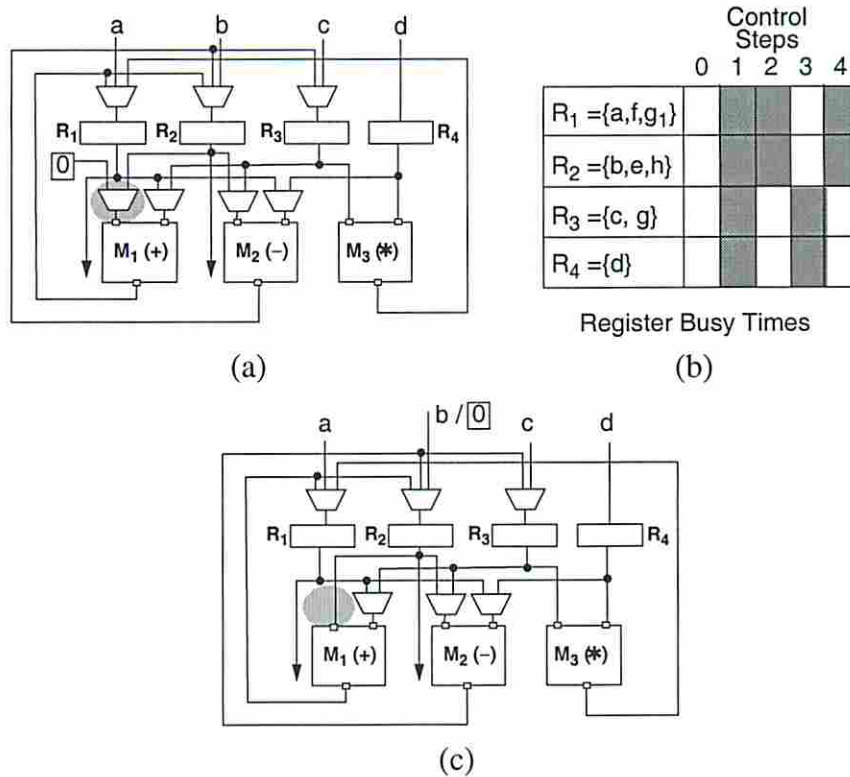 a b c d
R1 R2 R3 R4
0
M1 (+) M2 (−) M3 (*)
(a)
Control
Steps
0 1 2 3 4
R1 ={a,f,g1}
R2 ={b,e,h}
R3 ={c, g}
R4 ={d}
Register Busy Times
(b)
a b / 0 c d
R1 R2 R3 R4
M1 (+) M2 (−) M3 (*)
(c)